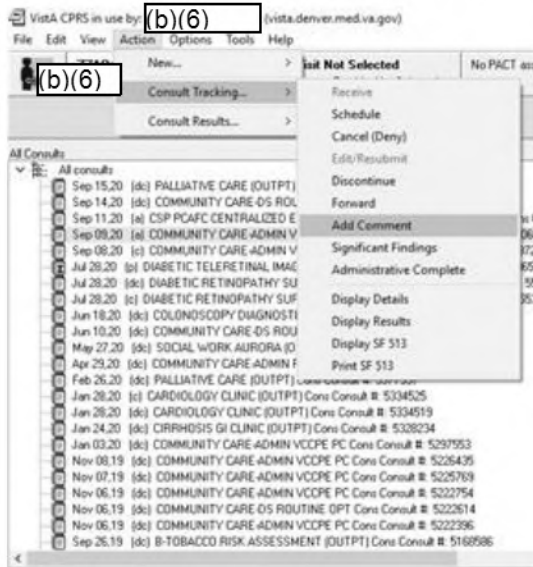 VistA CPRS in use by: (b)(6) (vista.denver.med.va.gov)
File Edit View Action Options Tools Help
(b)(6) New... > isit Not Selected No PACT
Consult Tracking... > Receive
Consult Results... > Schedule
Cancel (Deny)
Edit/Resubmit
Discontinue
Forward
Add Comment
Significant Findings
Administrative Complete
Display Details
Display Results
Display SF 513
Print SF 513
All Consults
All consults
Sep 15,20 (dc) PALLIATIVE CARE (OUTPT)
Sep 14,20 (dc) COMMUNITY CARE-DS ROU
Sep 11,20 (a) CSP PCAFC CENTRALIZED E
Sep 09,20 (a) COMMUNITY CARE-ADMIN V
Sep 08,20 (c) COMMUNITY CARE-ADMIN V
Jul 28,20 (p) DIABETIC TELERETINAL IMAG
Jul 28,20 (dc) DIABETIC RETINOPATHY SU
Jul 28,20 (c) DIABETIC RETINOPATHY SUR
Jun 18,20 (dc) COLONOSCOPY DIAGNOSTI
Jun 10,20 (dc) COMMUNITY CARE-DS ROU
May 27,20 (dc) SOCIAL WORK AURORA (O
Apr 29,20 (dc) COMMUNITY CARE-ADMIN
Feb 26,20 (dc) PALLIATIVE CARE (OUTPT)
Jan 28,20 (c) CARDIOLOGY CLINIC (OUTPT) Cons Consult #: 5334525
Jan 28,20 (dc) CARDIOLOGY CLINIC (OUTPT) Cons Consult #: 5334519
Jan 24,20 (dc) CIRRHOSIS GI CLINIC (OUTPT) Cons Consult #: 5328234
Jan 03,20 (dc) COMMUNITY CARE-ADMIN VCCPE PC Cons Consult #: 5297553
Nov 08,19 (dc) COMMUNITY CARE-ADMIN VCCPE PC Cons Consult #: 5226435
Nov 07,19 (dc) COMMUNITY CARE-ADMIN VCCPE PC Cons Consult #: 5225769
Nov 06,19 (dc) COMMUNITY CARE-ADMIN VCCPE PC Cons Consult #: 5222754
Nov 06,19 (dc) COMMUNITY CARE-DS ROUTINE OPT Cons Consult #: 5222614
Nov 06,19 (dc) COMMUNITY CARE-ADMIN VCCPE PC Cons Consult #: 5222396
Sep 26,19 (dc) B-TOBACCO RISK ASSESSMENT (OUTPT) Cons Consult #: 5168586